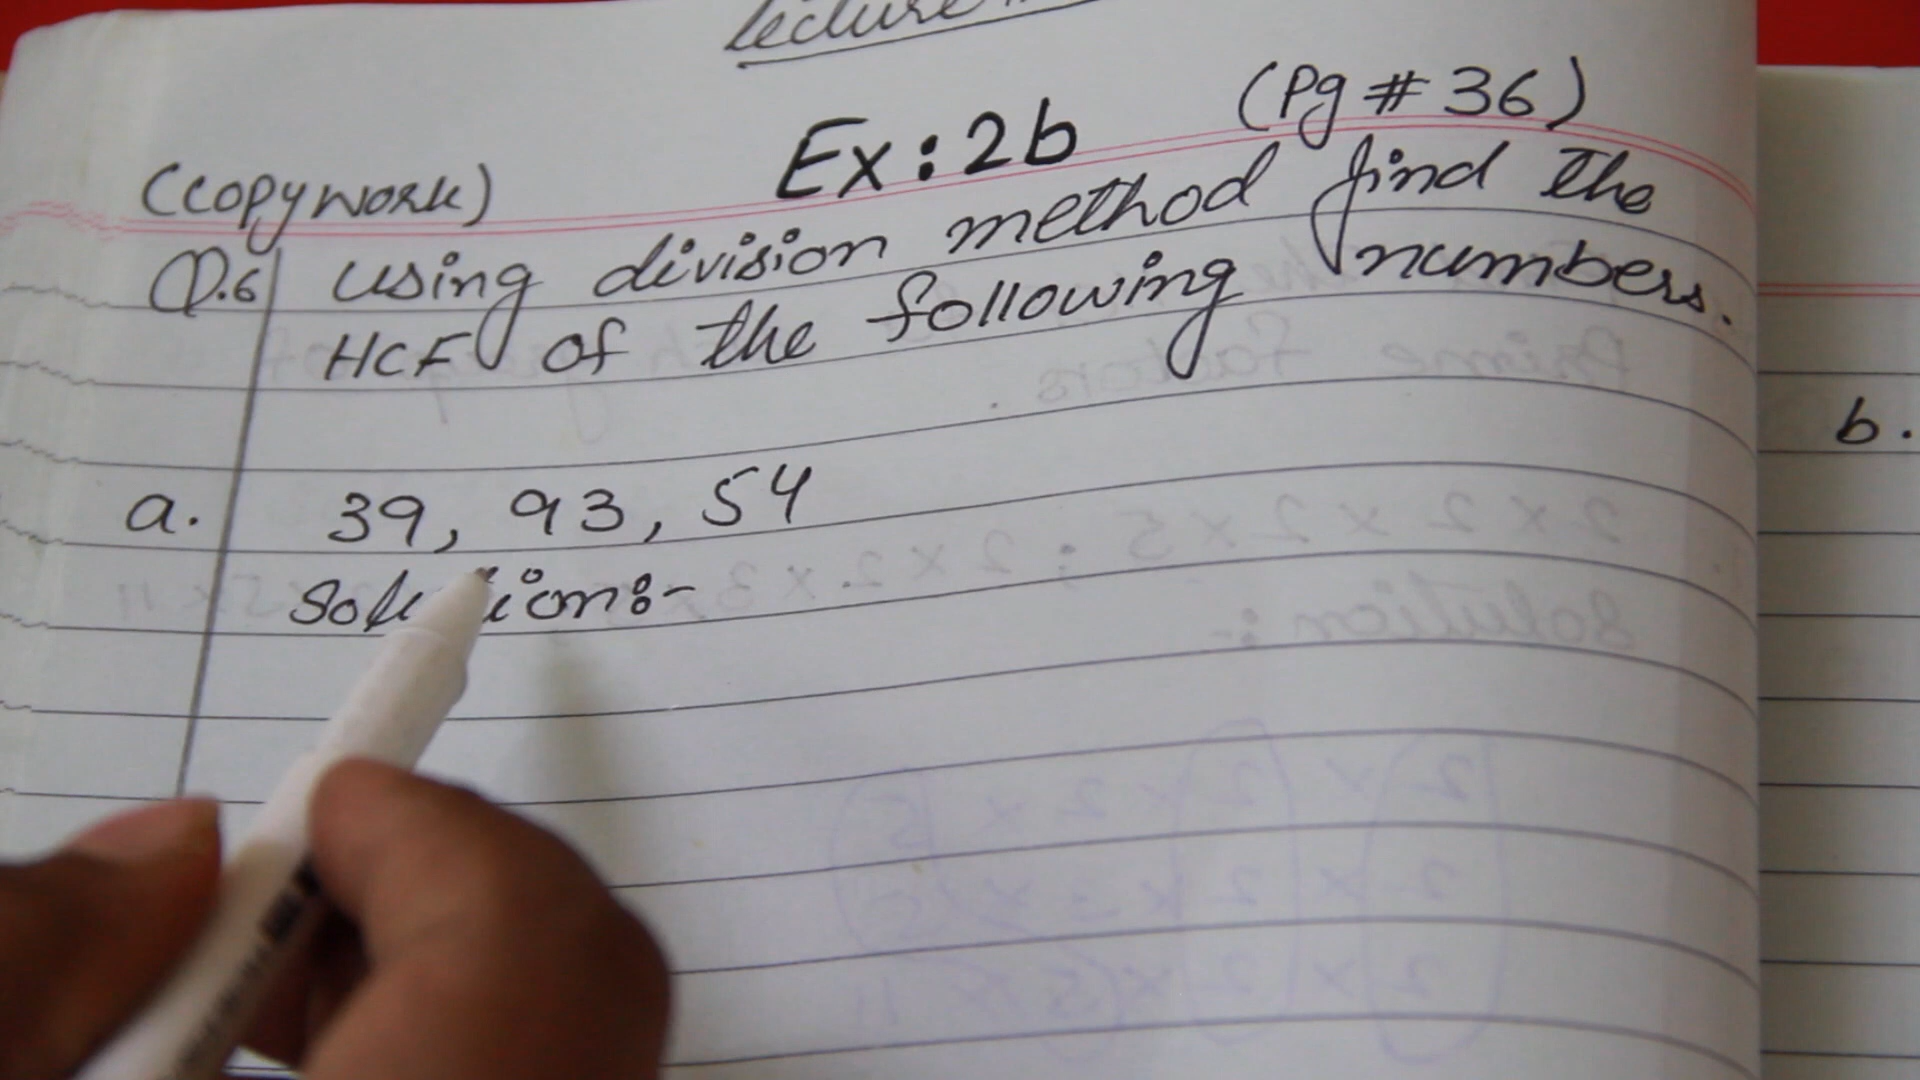 Lecture
Ex:2b (Pg # 36)
(Copywork)
Q.6 Using division method find the
HCF of the following numbers.
a. 39, 93, 54
Solution:-
b.